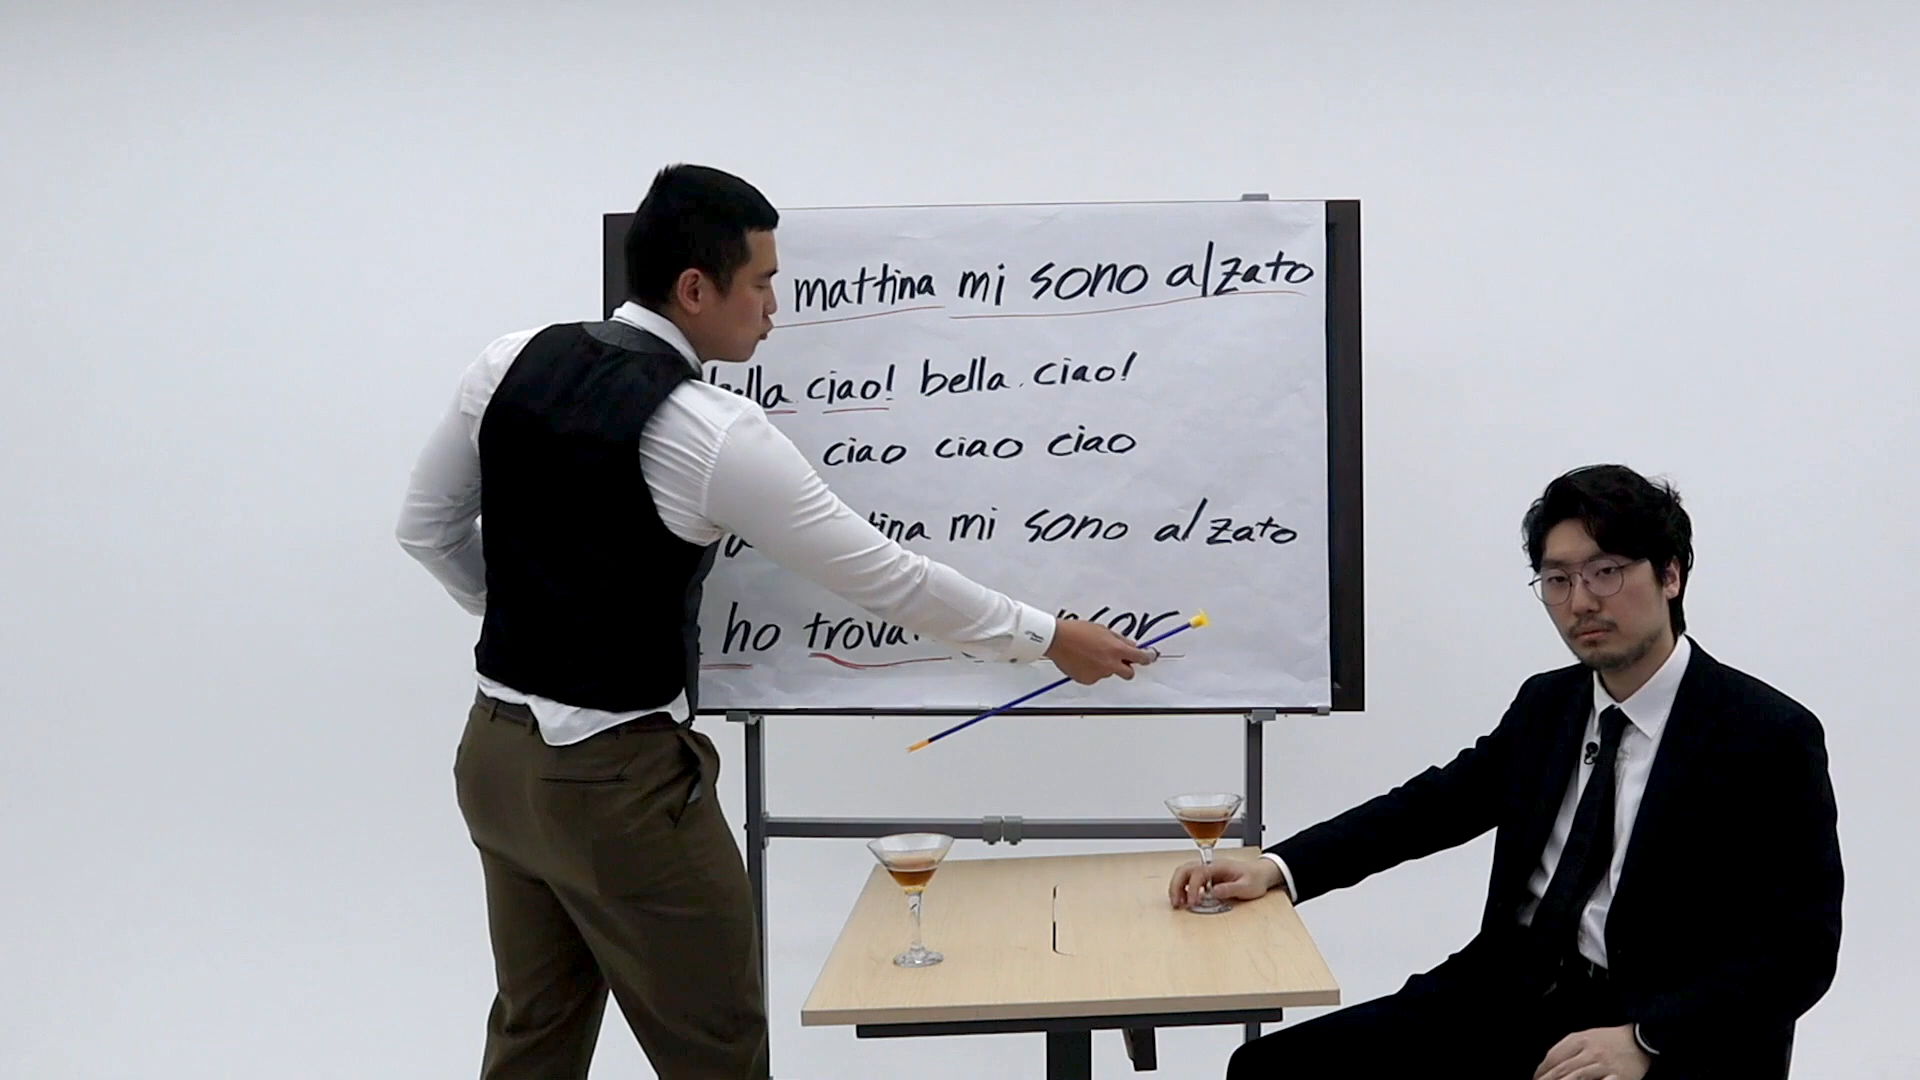 mattina mi sono alzato
bella ciao! bella ciao!
ciao ciao ciao
mi sono alzato
ho